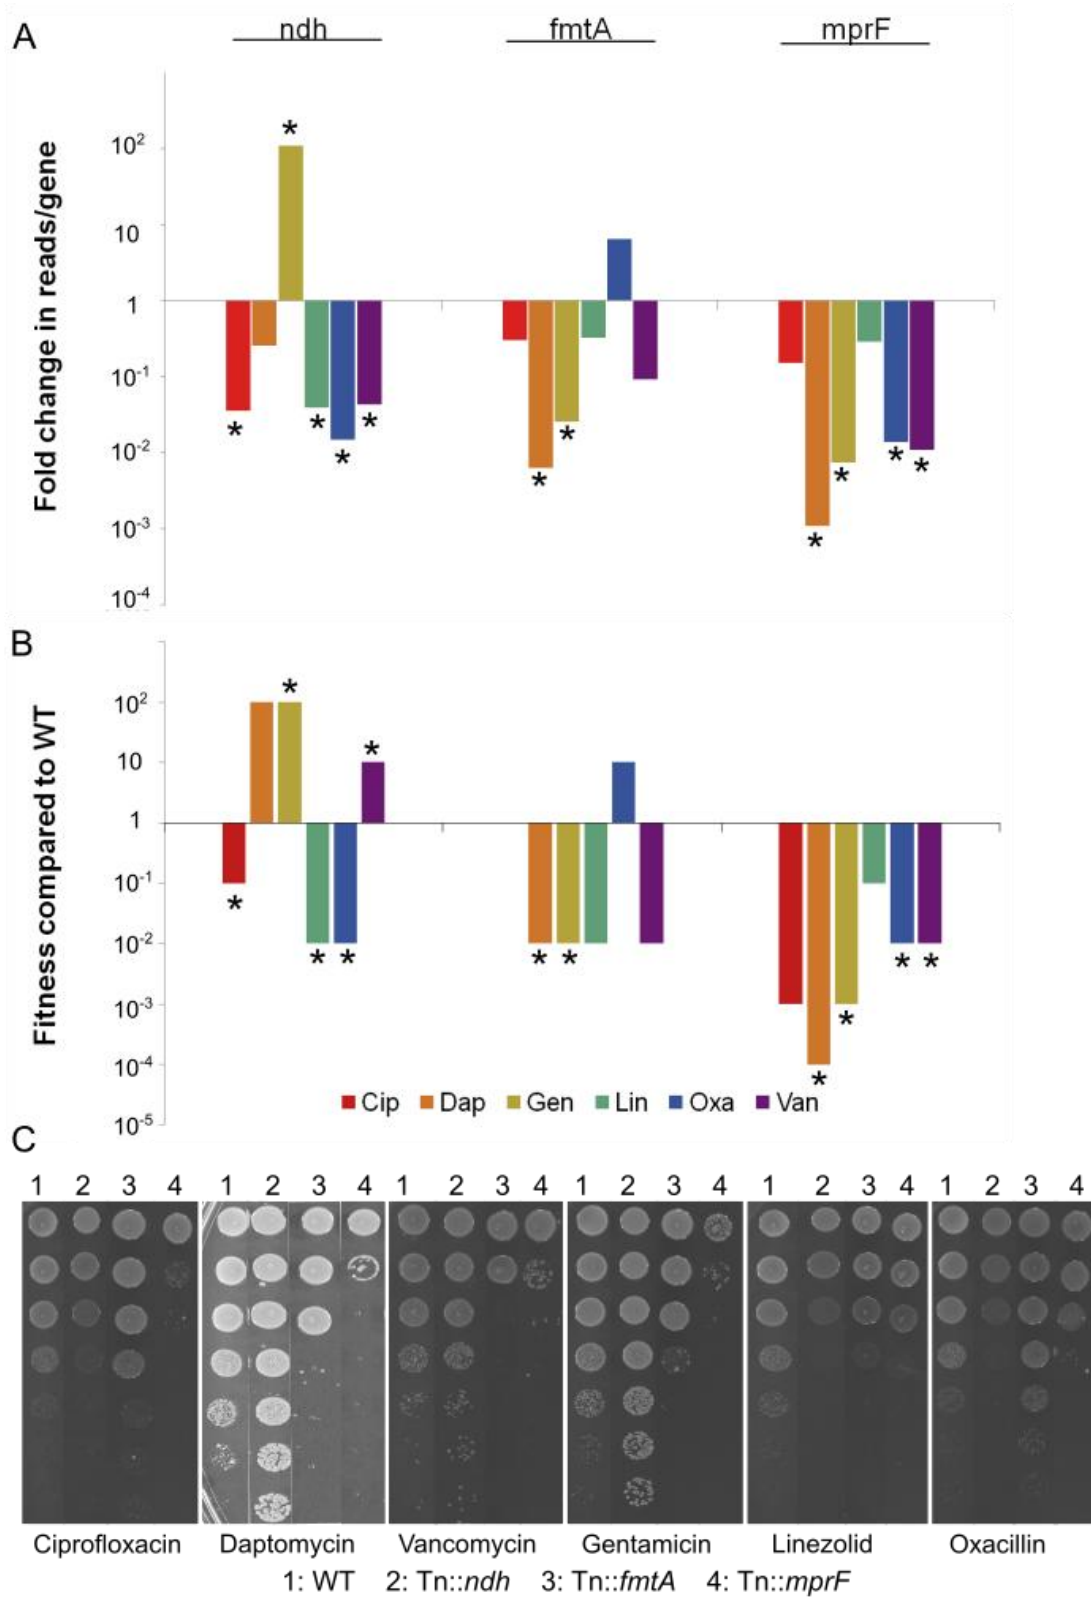 A
ndh fmtA mprF
Fold change in reads/gene
10²
10
1
10⁻¹
10⁻²
10⁻³
10⁻⁴
* * * * *
* *
* * * *
B
Fitness compared to WT
10²
10
1
10⁻¹
10⁻²
10⁻³
10⁻⁴
10⁻⁵
* * * * *
* *
* * * *
Cip Dap Gen Lin Oxa Van
C
1 2 3 4 1 2 3 4 1 2 3 4 1 2 3 4 1 2 3 4 1 2 3 4
Ciprofloxacin Daptomycin Vancomycin Gentamicin Linezolid Oxacillin
1: WT 2: Tn::ndh 3: Tn::fmtA 4: Tn::mprF